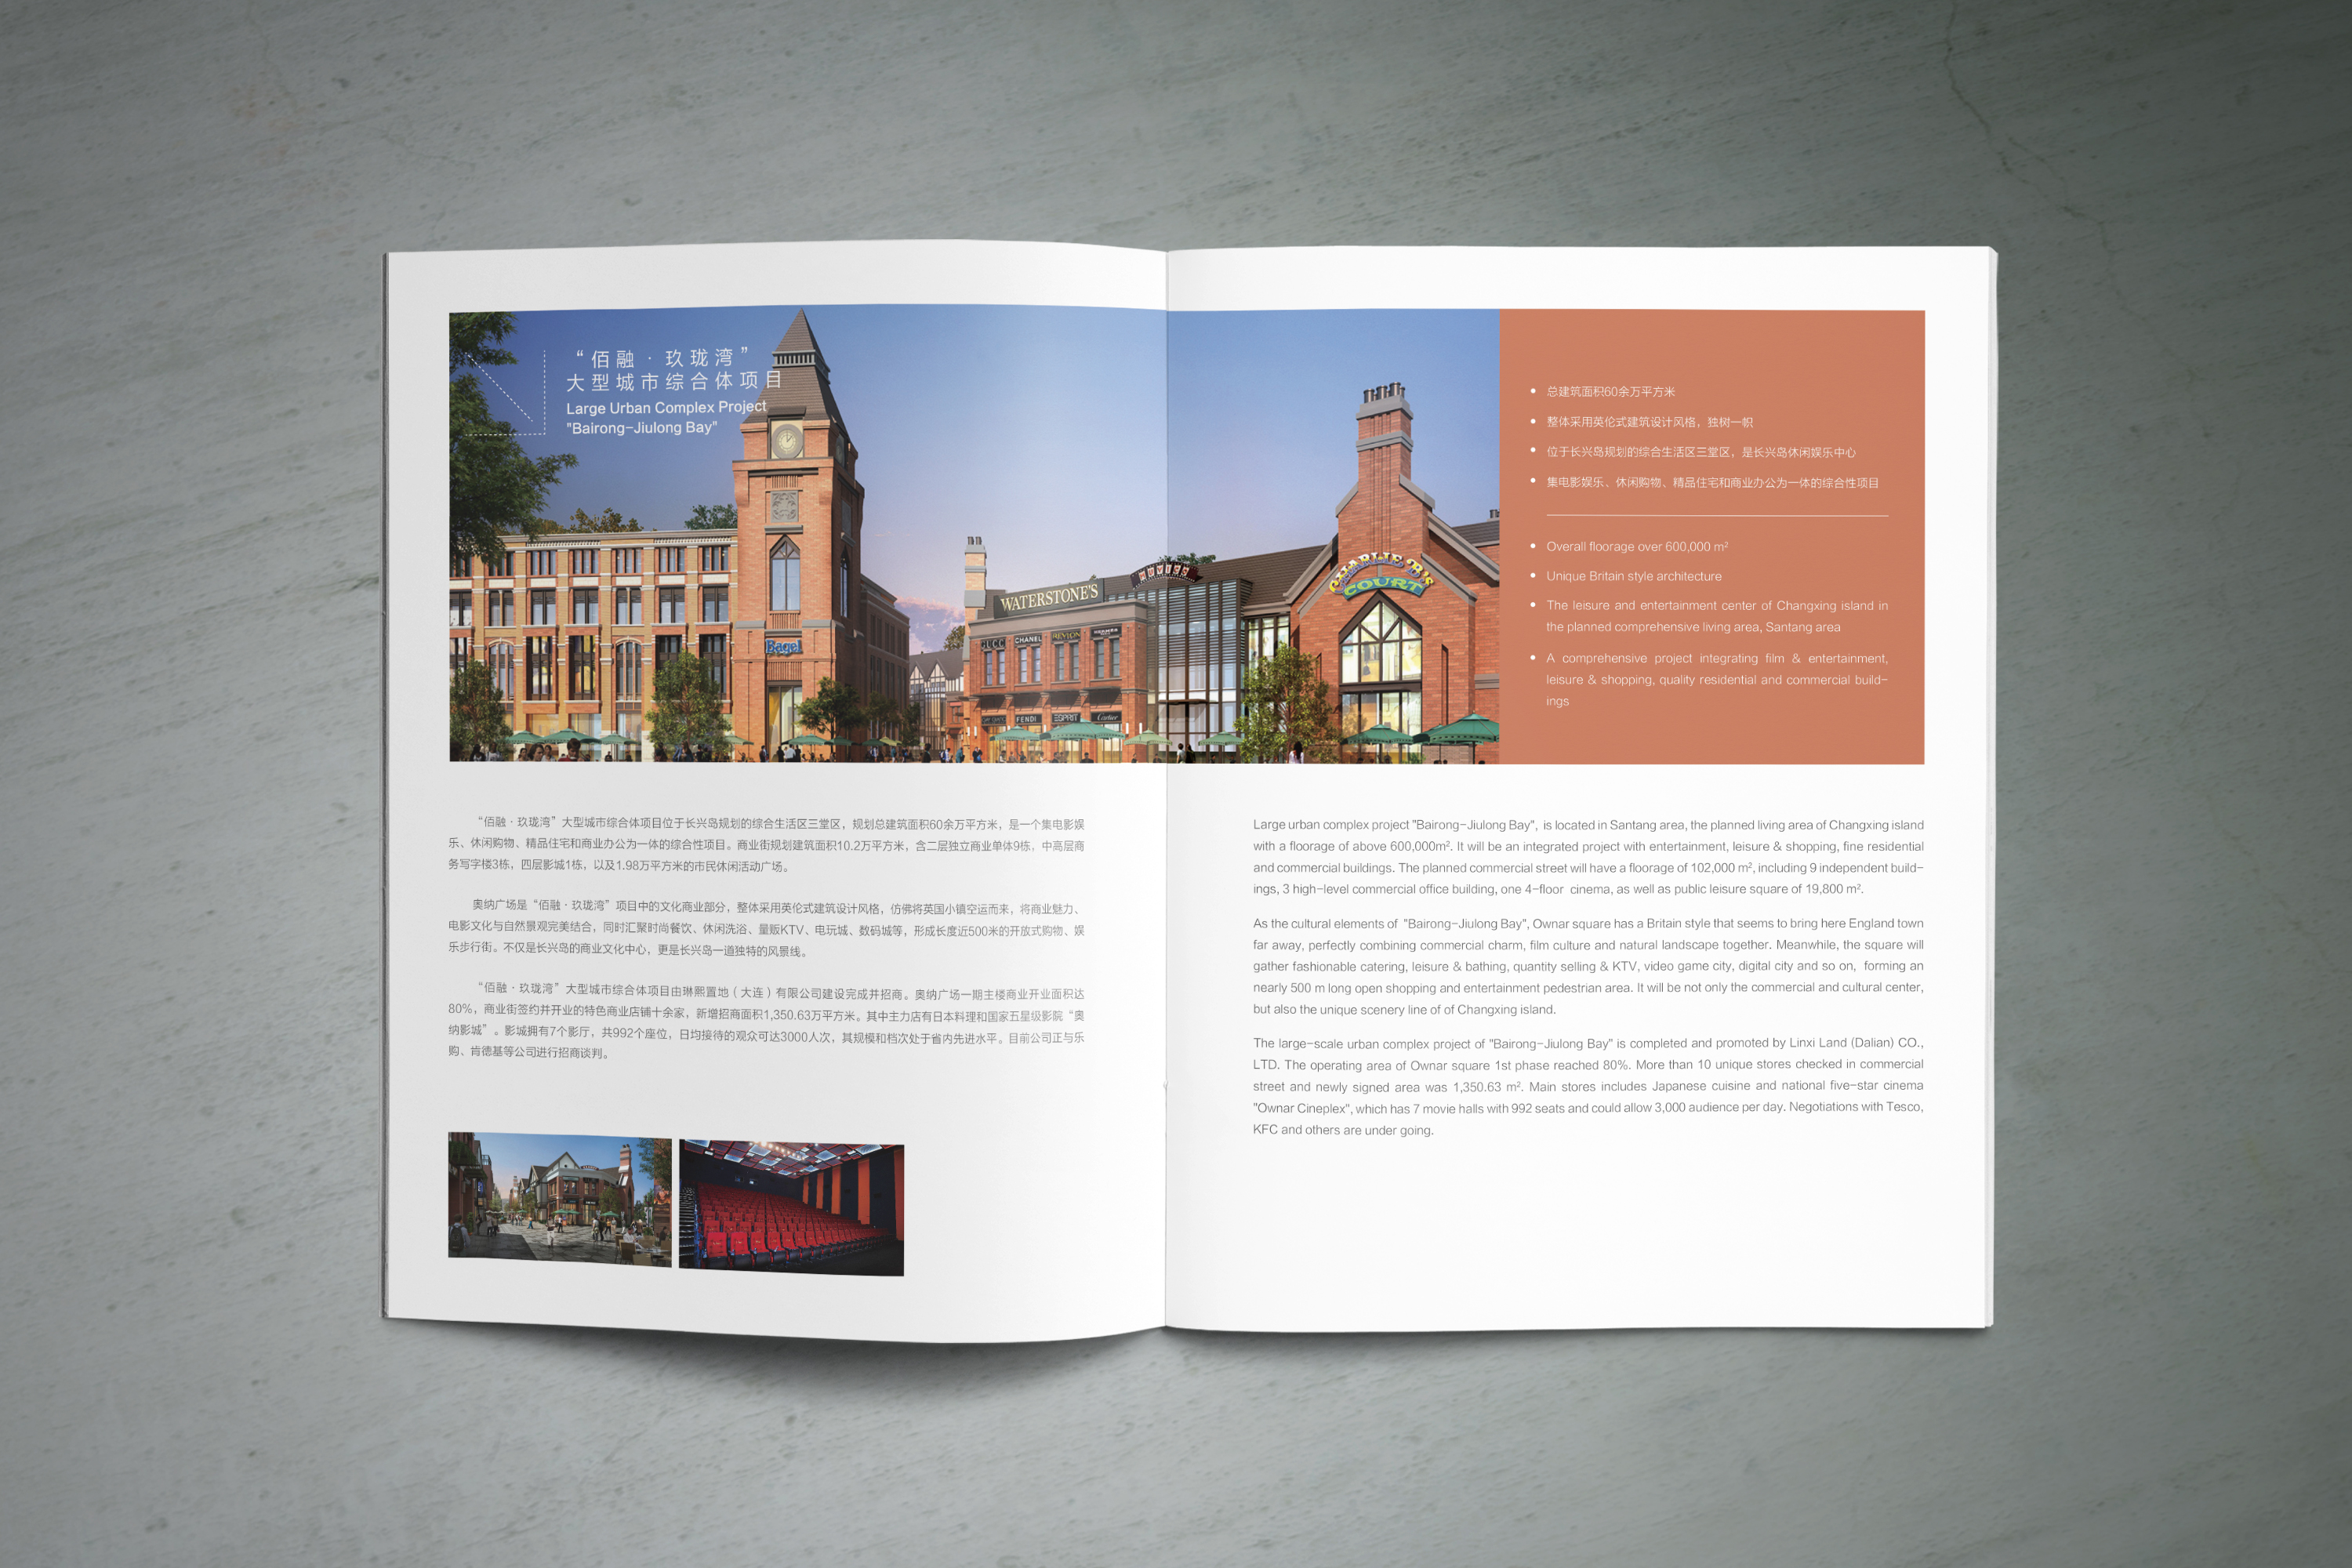 “佰融 · 玖珑湾”
大型城市综合体项目
Large Urban Complex Project
"Bairong-Jiulong Bay"
Bagel
WATERSTONE'S
MOVIES
GUCCI
CHANEL
REVLON
FENDI
ESPRIT
Cartier
CHARLIE B's
COURT
总建筑面积60余万平方米
整体采用英伦式建筑设计风格，独树一帜
位于长兴岛规划的综合生活区三堂区，是长兴岛休闲娱乐中心
集电影娱乐、休闲购物、精品住宅和商业办公为一体的综合性项目
Overall floorage over 600,000 m²
Unique Britain style architecture
The leisure and entertainment center of Changxing island in
the planned comprehensive living area, Santang area
A comprehensive project integrating film & entertainment,
leisure & shopping, quality residential and commercial build-
ings
“佰融 · 玖珑湾”大型城市综合体项目位于长兴岛规划的综合生活区三堂区，规划总建筑面积60余万平方米，是一个集电影娱
乐、休闲购物、精品住宅和商业办公为一体的综合性项目。商业街规划建筑面积10.2万平方米，含二层独立商业单体9栋，中高层商
务写字楼3栋，四层影城1栋，以及1.98万平方米的市民休闲活动广场。
奥纳广场是“佰融 · 玖珑湾”项目中的文化商业部分，整体采用英伦式建筑设计风格，仿佛将英国小镇空运而来，将商业魅力、
电影文化与自然景观完美结合，同时汇聚时尚餐饮、休闲洗浴、量贩KTV、电玩城、数码城等，形成长度近500米的开放式购物、娱
乐步行街。不仅是长兴岛的商业文化中心，更是长兴岛一道独特的风景线。
“佰融 · 玖珑湾”大型城市综合体项目由琳熙置地（大连）有限公司建设完成并招商。奥纳广场一期主楼商业开业面积达
80%，商业街签约并开业的特色商业店铺十余家，新增招商面积1,350.63万平方米。其中主力店有日本料理和国家五星级影院“奥
纳影城”。影城拥有7个影厅，共992个座位，日均接待的观众可达3000人次，其规模和档次处于省内先进水平。目前公司正与乐
购、肯德基等公司进行招商谈判。
Large urban complex project "Bairong-Jiulong Bay", is located in Santang area, the planned living area of Changxing island
with a floorage of above 600,000m². It will be an integrated project with entertainment, leisure & shopping, fine residential
and commercial buildings. The planned commercial street will have a floorage of 102,000 m², including 9 independent build-
ings, 3 high-level commercial office building, one 4-floor cinema, as well as public leisure square of 19,800 m².
As the cultural elements of "Bairong-Jiulong Bay", Ownar square has a Britain style that seems to bring here England town
far away, perfectly combining commercial charm, film culture and natural landscape together. Meanwhile, the square will
gather fashionable catering, leisure & bathing, quantity selling & KTV, video game city, digital city and so on, forming an
nearly 500 m long open shopping and entertainment pedestrian area. It will be not only the commercial and cultural center,
but also the unique scenery line of of Changxing island.
The large-scale urban complex project of "Bairong-Jiulong Bay" is completed and promoted by Linxi Land (Dalian) CO.,
LTD. The operating area of Ownar square 1st phase reached 80%. More than 10 unique stores checked in commercial
street and newly signed area was 1,350.63 m². Main stores includes Japanese cuisine and national five-star cinema
"Ownar Cineplex", which has 7 movie halls with 992 seats and could allow 3,000 audience per day. Negotiations with Tesco,
KFC and others are under going.